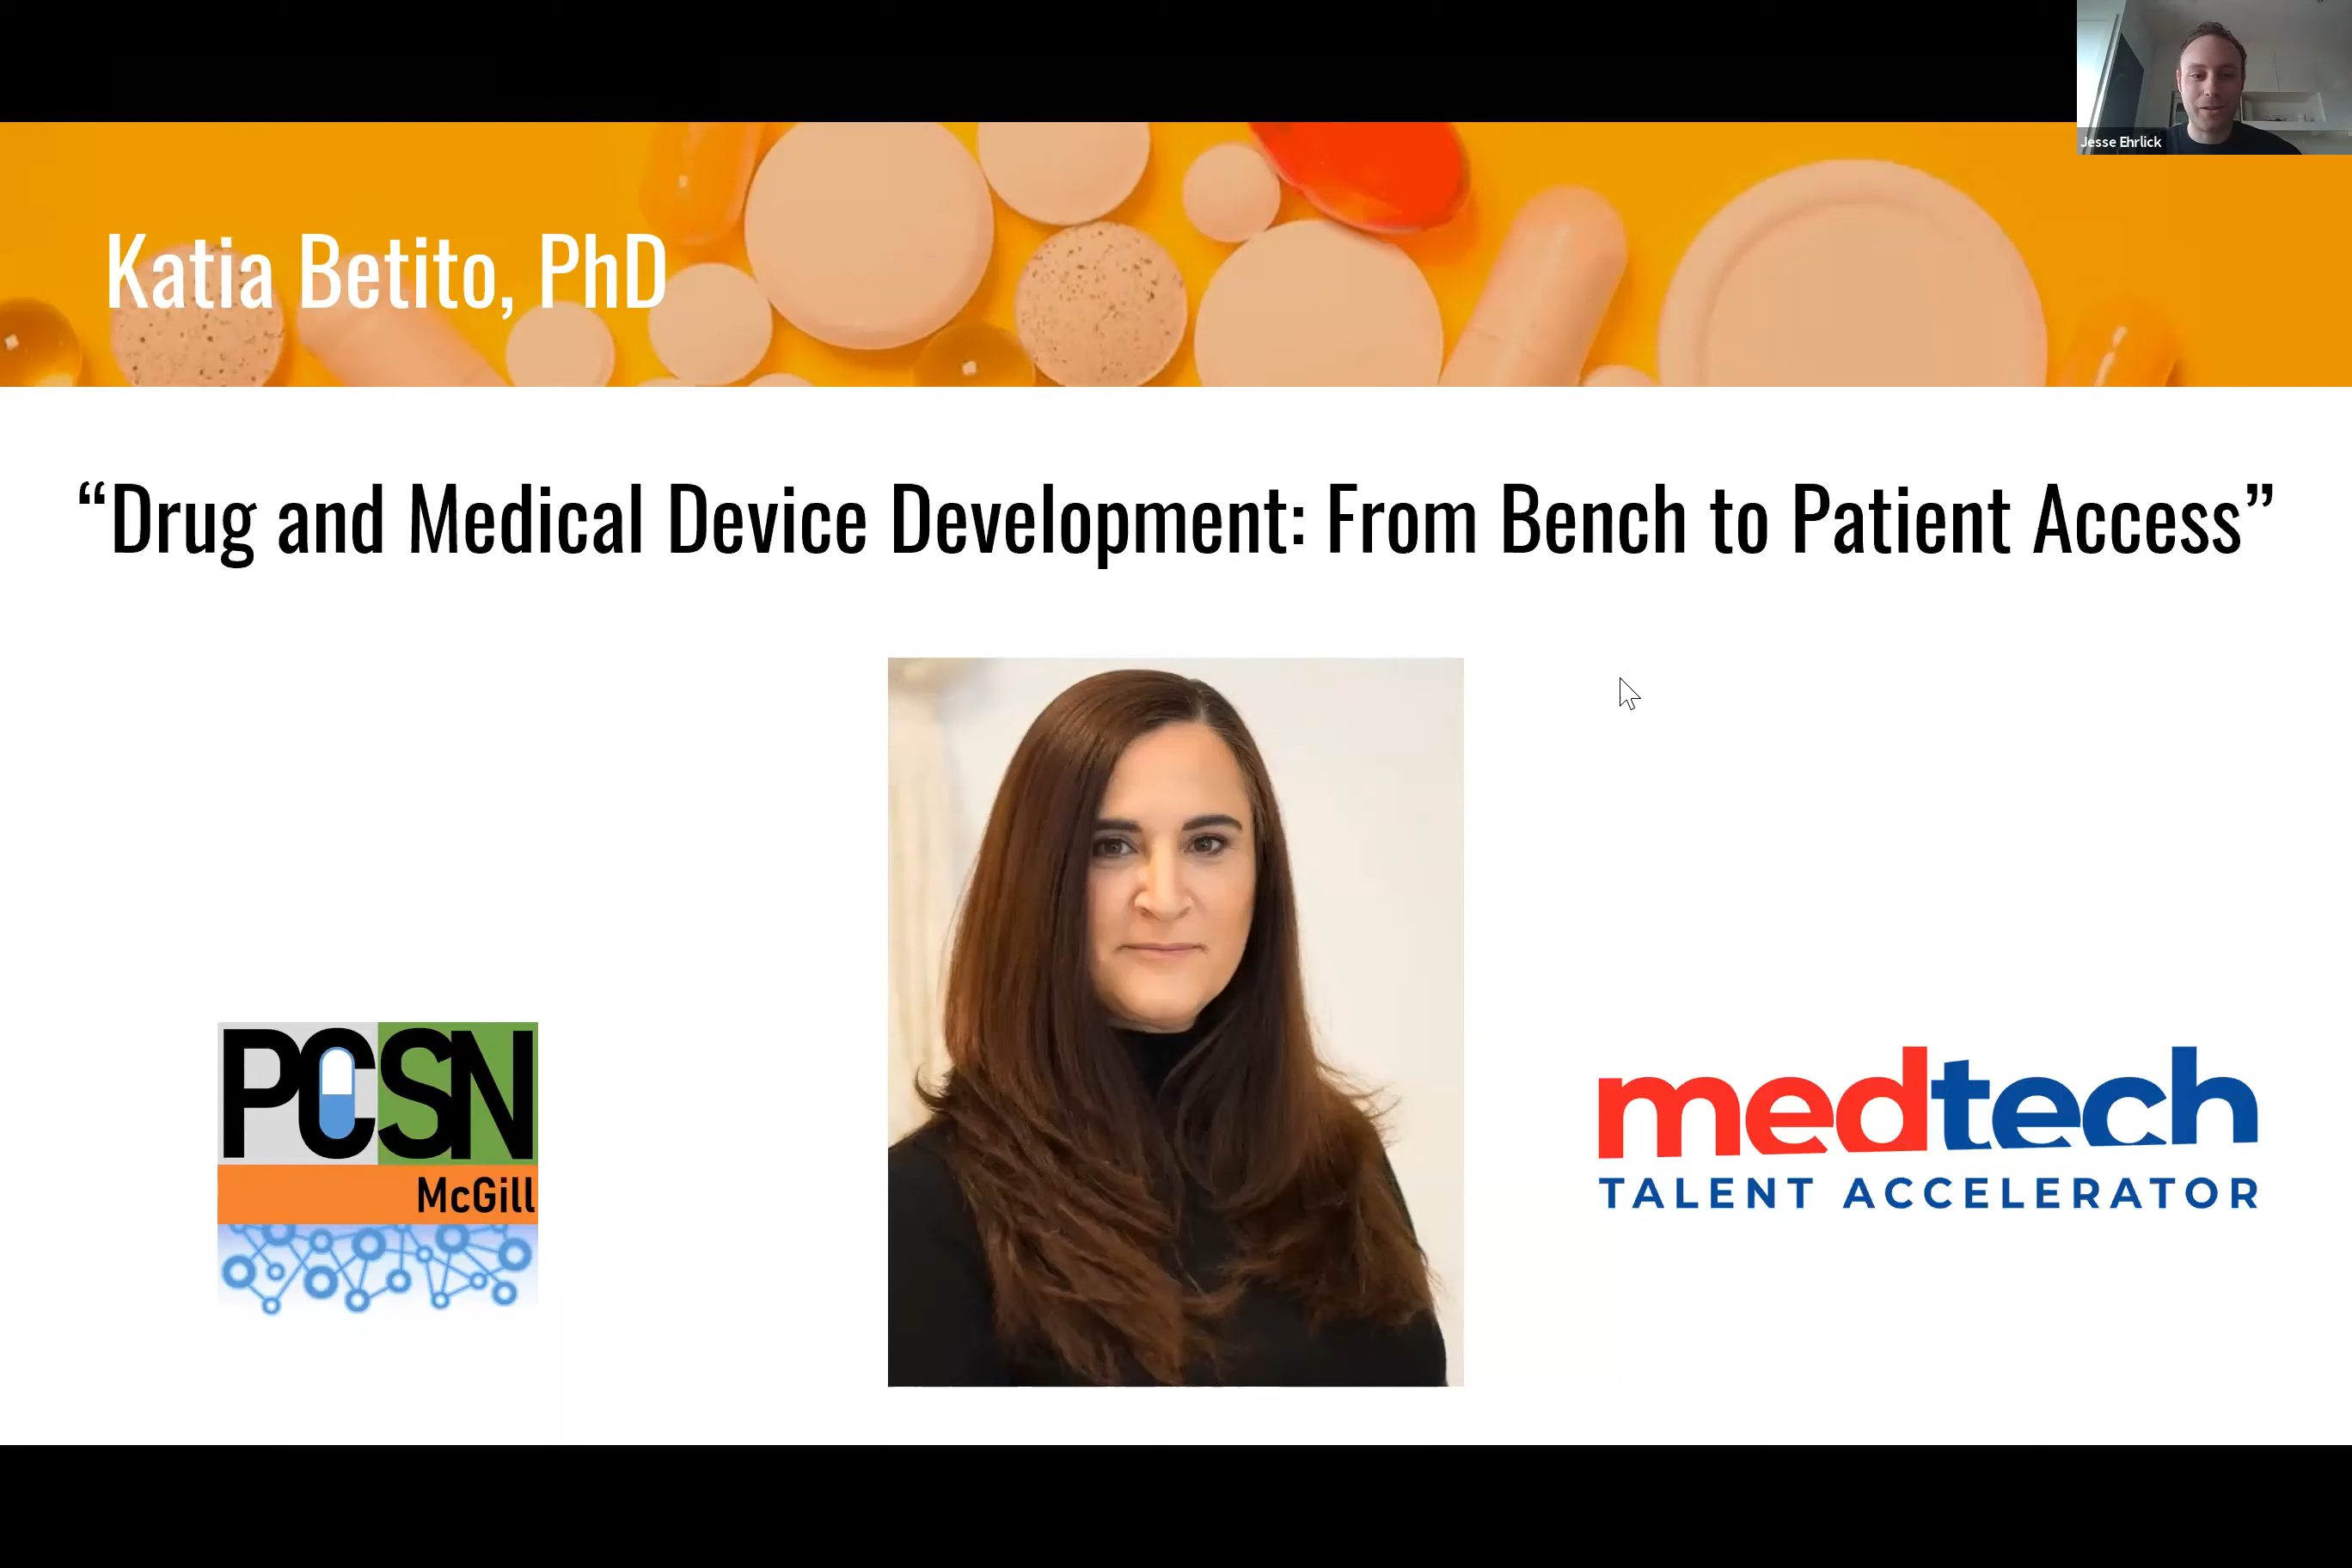 Jesse Ehrlick
Katia Betito, PhD
“Drug and Medical Device Development: From Bench to Patient Access”
PCSN
McGill
medtech
TALENT ACCELERATOR